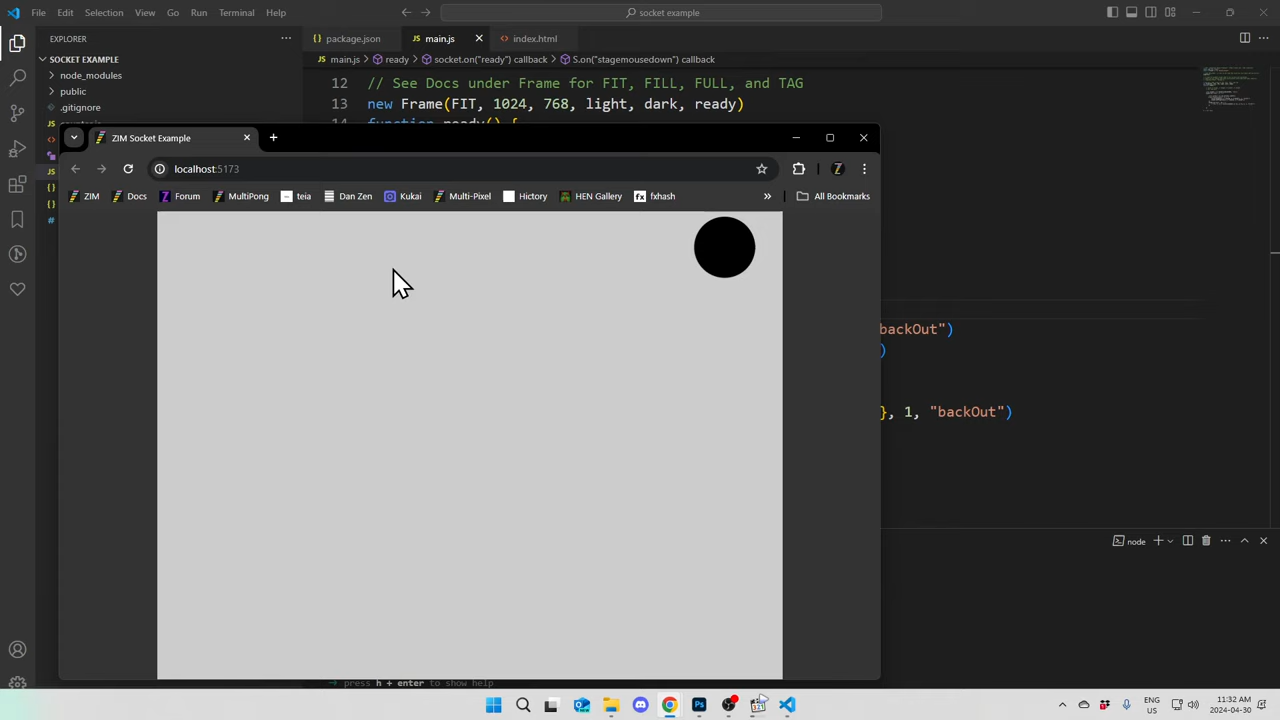 File Edit Selection View Go Run Terminal Help
socket example
EXPLORER
package.json
main.js
index.html
SOCKET EXAMPLE
main.js
ready
socket.on("ready") callback
S.on("stagemousedown") callback
node_modules
public
.gitignore
12 // See Docs under Frame for FIT, FILL, FULL, and TAG
13 new Frame(FIT, 1024, 768, light, dark, ready)
ZIM Socket Example
localhost:5173
ZIM
Docs
Forum
MultiPong
teia
Dan Zen
Kukai
Multi-Pixel
Hictory
HEN Gallery
fxhash
All Bookmarks
backOut")
)
}, 1, "backOut")
node
press h + enter to show help
ENG
US
11:32 AM
2024-04-30